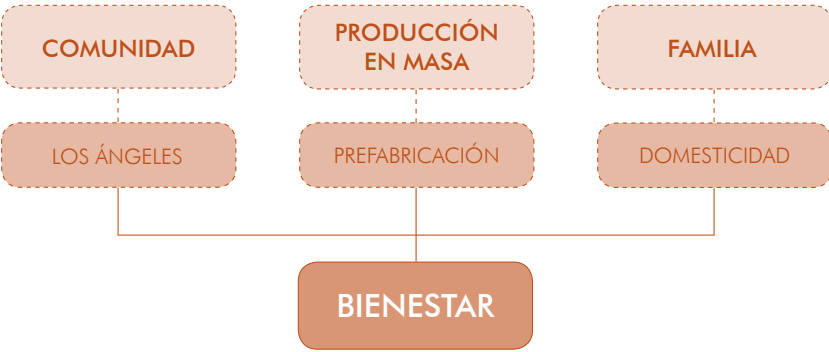 COMUNIDAD
PRODUCCIÓN
EN MASA
FAMILIA
LOS ÁNGELES
PREFABRICACIÓN
DOMESTICIDAD
BIENESTAR